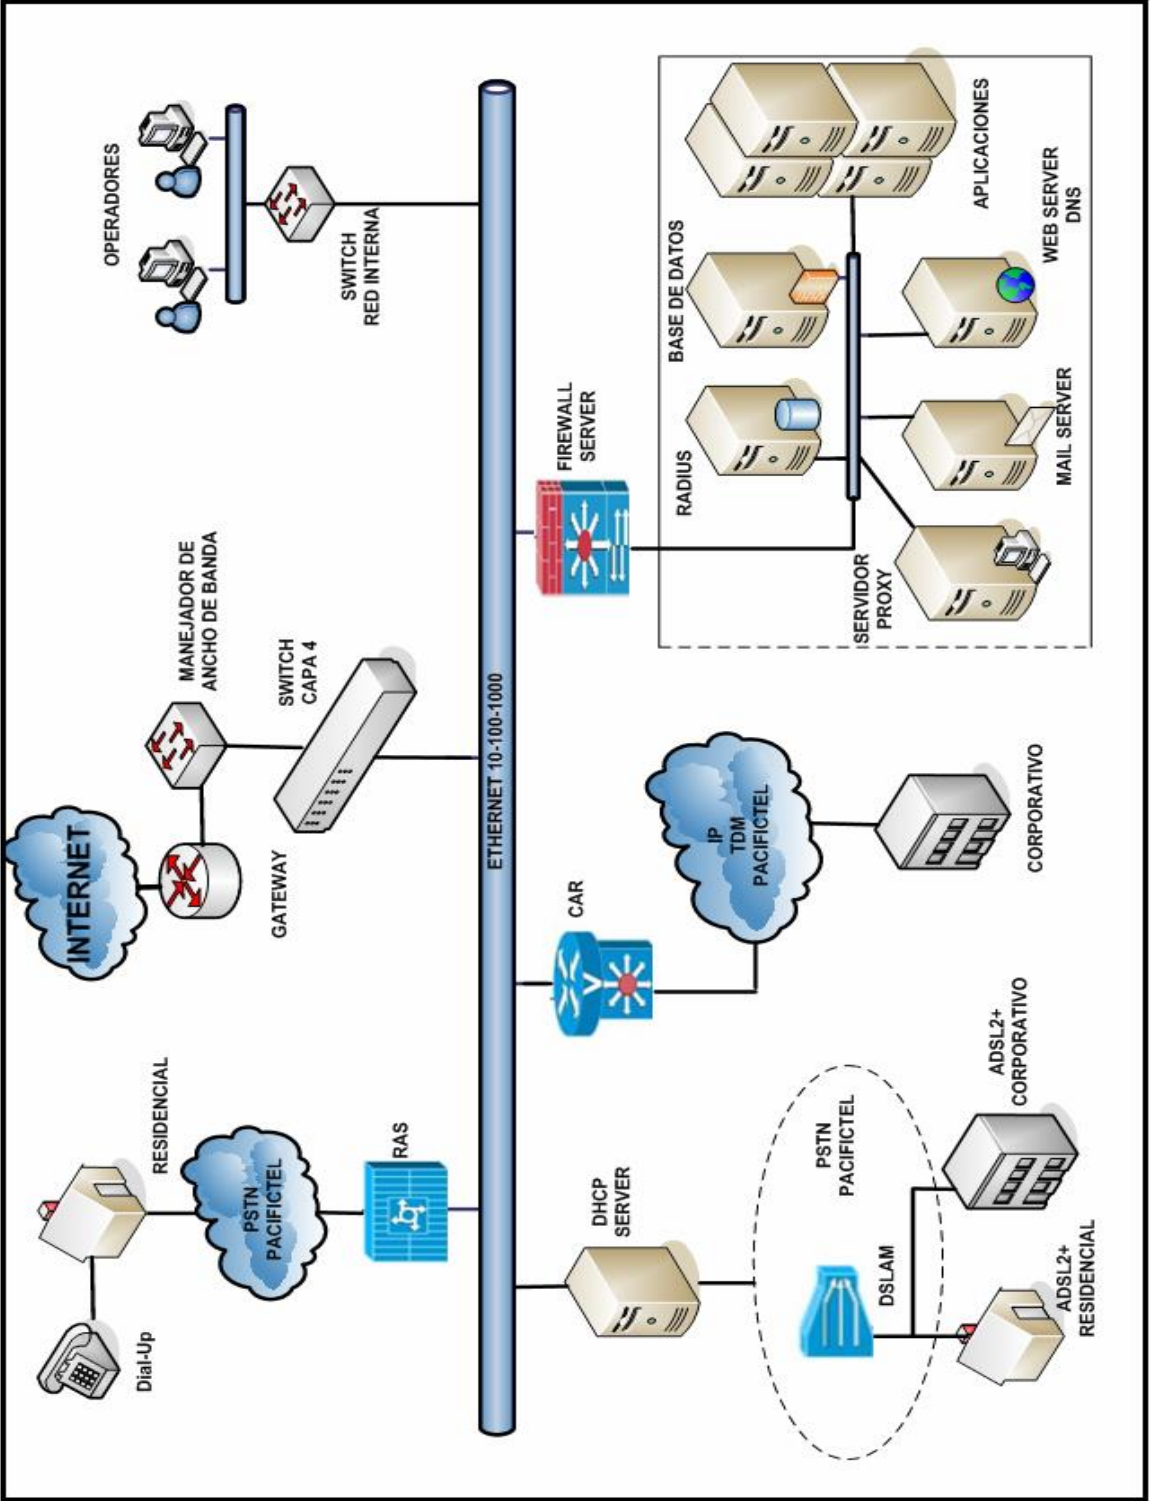 Dial-Up
RESIDENCIAL
PSTN
PACIFICTEL
RAS
INTERNET
GATEWAY
MANEJADOR DE
ANCHO DE BANDA
SWITCH
CAPA 4
OPERADORES
SWITCH
RED INTERNA
ETHERNET 10-100-1000
DHCP
SERVER
PSTN
PACIFICTEL
DSLAM
ADSL2+
RESIDENCIAL
ADSL2+
CORPORATIVO
CAR
IP
TDM
PACIFICTEL
CORPORATIVO
FIREWALL
SERVER
RADIUS
BASE DE DATOS
APLICACIONES
SERVIDOR
PROXY
MAIL SERVER
WEB SERVER
DNS